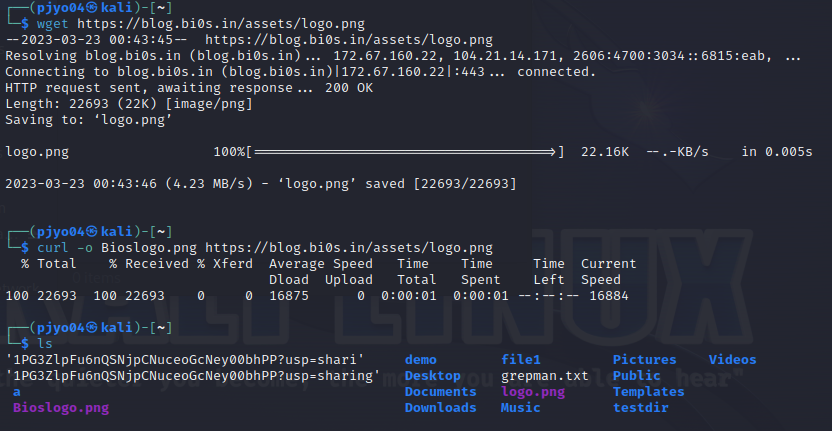 ┌──(pjyo04㉿kali)-[~]
└─$ wget https://blog.bi0s.in/assets/logo.png
--2023-03-23 00:43:45--  https://blog.bi0s.in/assets/logo.png
Resolving blog.bi0s.in (blog.bi0s.in)... 172.67.160.22, 104.21.14.171, 2606:4700:3034::6815:eab, ...
Connecting to blog.bi0s.in (blog.bi0s.in)|172.67.160.22|:443... connected.
HTTP request sent, awaiting response... 200 OK
Length: 22693 (22K) [image/png]
Saving to: ‘logo.png’
logo.png 100%[===================================>] 22.16K --.-KB/s in 0.005s
2023-03-23 00:43:46 (4.23 MB/s) - ‘logo.png’ saved [22693/22693]
┌──(pjyo04㉿kali)-[~]
└─$ curl -o Bioslogo.png https://blog.bi0s.in/assets/logo.png
% Total % Received % Xferd Average Speed Time Time Time Current
Dload Upload Total Spent Left Speed
100 22693 100 22693 0 0 16875 0 0:00:01 0:00:01 --:--:-- 16884
┌──(pjyo04㉿kali)-[~]
└─$ ls
'1PG3ZlpFu6nQSNjpCNuceoGcNey00bhPP?usp=shari' demo file1 Pictures Videos
'1PG3ZlpFu6nQSNjpCNuceoGcNey00bhPP?usp=sharing' Desktop grepman.txt Public
a Documents logo.png Templates
Bioslogo.png Downloads Music testdir